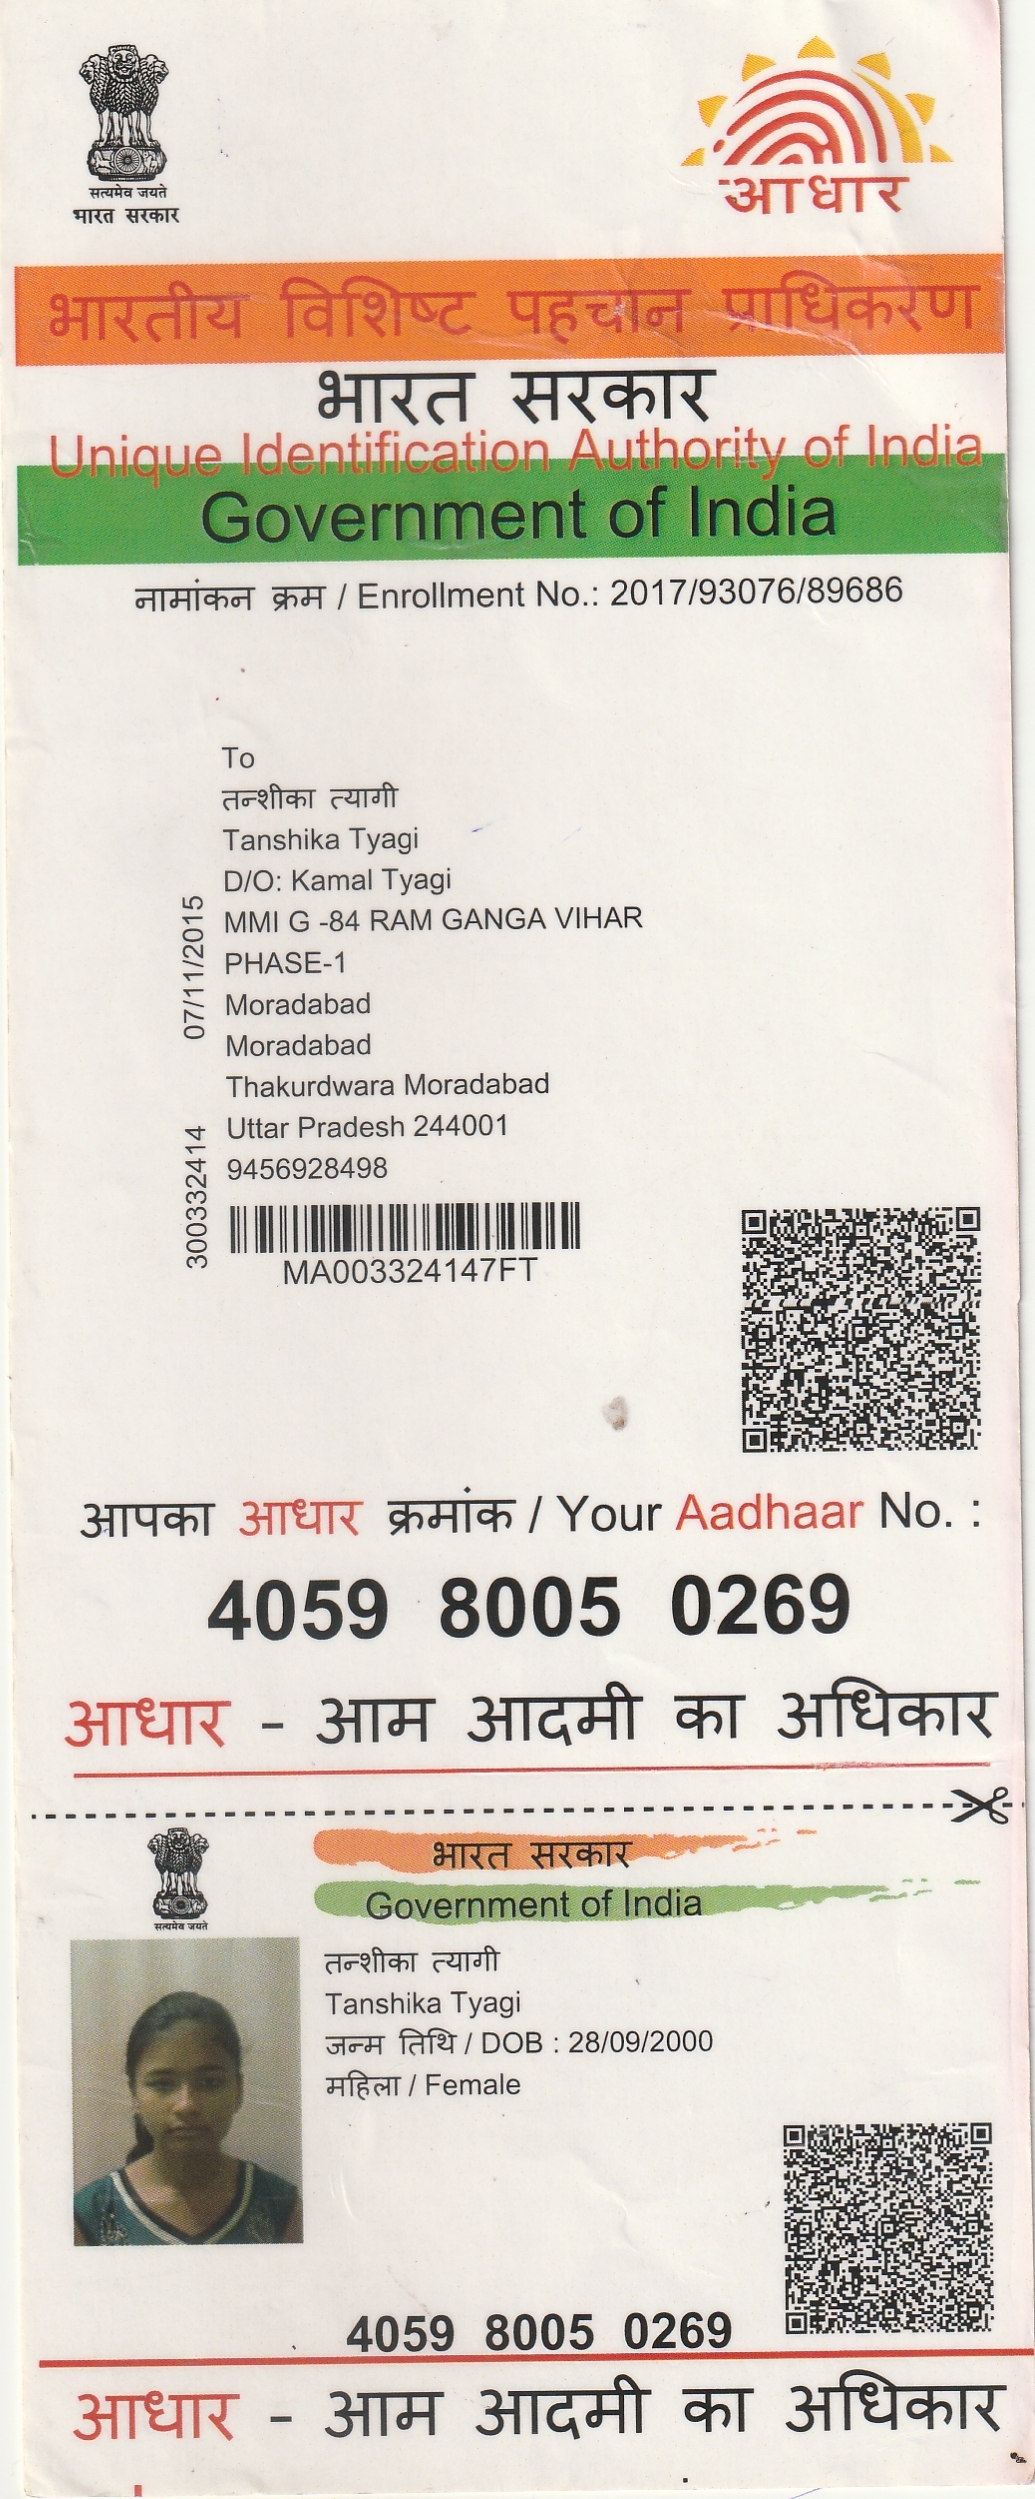 सत्यमेव जयते
भारत सरकार
आधार
भारतीय विशिष्ट पहचान प्राधिकरण
भारत सरकार
Unique Identification Authority of India
Government of India
नामांकन क्रम / Enrollment No.: 2017/93076/89686
To
तन्शीका त्यागी
Tanshika Tyagi
D/O: Kamal Tyagi
MMI G -84 RAM GANGA VIHAR
PHASE-1
Moradabad
Moradabad
Thakurdwara Moradabad
Uttar Pradesh 244001
9456928498
07/11/2015
300332414
MA003324147FT
आपका आधार क्रमांक / Your Aadhaar No. :
4059 8005 0269
आधार - आम आदमी का अधिकार
सत्यमेव जयते
भारत सरकार
Government of India
तन्शीका त्यागी
Tanshika Tyagi
जन्म तिथि / DOB : 28/09/2000
महिला / Female
4059 8005 0269
आधार - आम आदमी का अधिकार